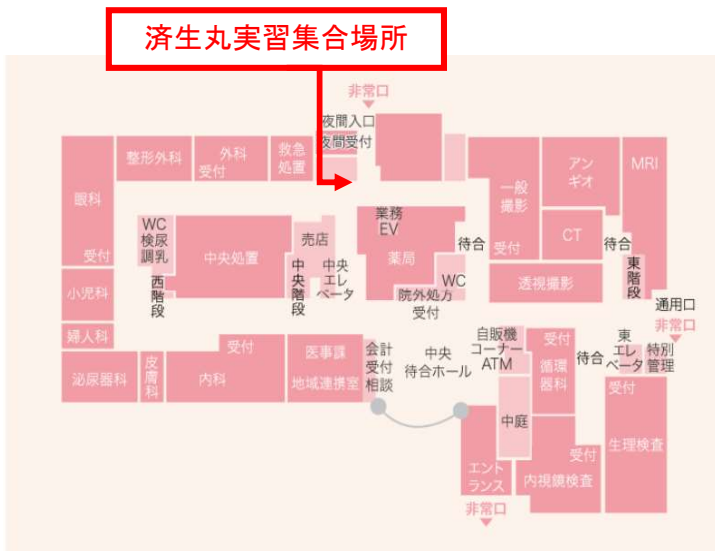 済生丸実習集合場所
非常口
夜間入口
夜間受付
整形外科
外科
受付
救急
処置
眼科
受付
WC
検尿
調乳
西階段
中央処置
売店
中央階段
中央
エレ
ベータ
業務
EV
薬局
WC
院外処方
受付
待合
一般
撮影
受付
アン
ギオ
MRI
CT
待合
東階段
透視撮影
通用口
非常口
小児科
婦人科
泌尿器科
皮膚科
受付
内科
医事課
地域連携室
会計
受付
相談
中央
待合ホール
自販機
コーナー
ATM
受付
循環
器科
待合
東
エレ
ベータ
特別
管理
受付
生理検査
中庭
エント
ランス
非常口
受付
内視鏡検査